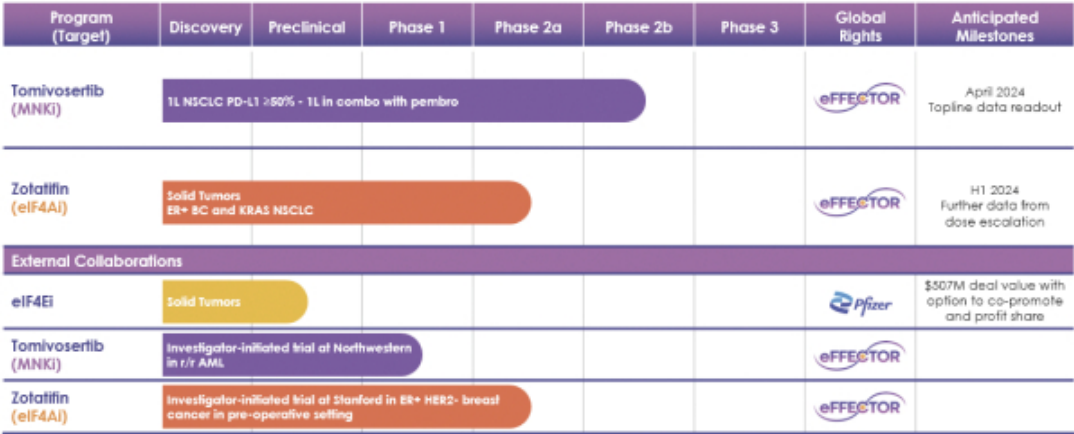 Program
(Target)
Discovery
Preclinical
Phase 1
Phase 2a
Phase 2b
Phase 3
Global
Rights
Anticipated
Milestones
Tomivosertib
(MNKi)
1L NSCLC PD-L1 ≥50% - 1L in combo with pembro
eFFECTOR
April 2024
Topline data readout
Zotatifin
(eIF4Ai)
Solid Tumors
ER+ BC and KRAS NSCLC
eFFECTOR
H1 2024
Further data from
dose escalation
External Collaborations
eIF4Ei
Solid Tumors
Pfizer
$507M deal value with
option to co-promote
and profit share
Tomivosertib
(MNKi)
Investigator-initiated trial at Northwestern
in r/r AML
eFFECTOR
Zotatifin
(eIF4Ai)
Investigator-initiated trial at Stanford in ER+ HER2- breast
cancer in pre-operative setting
eFFECTOR